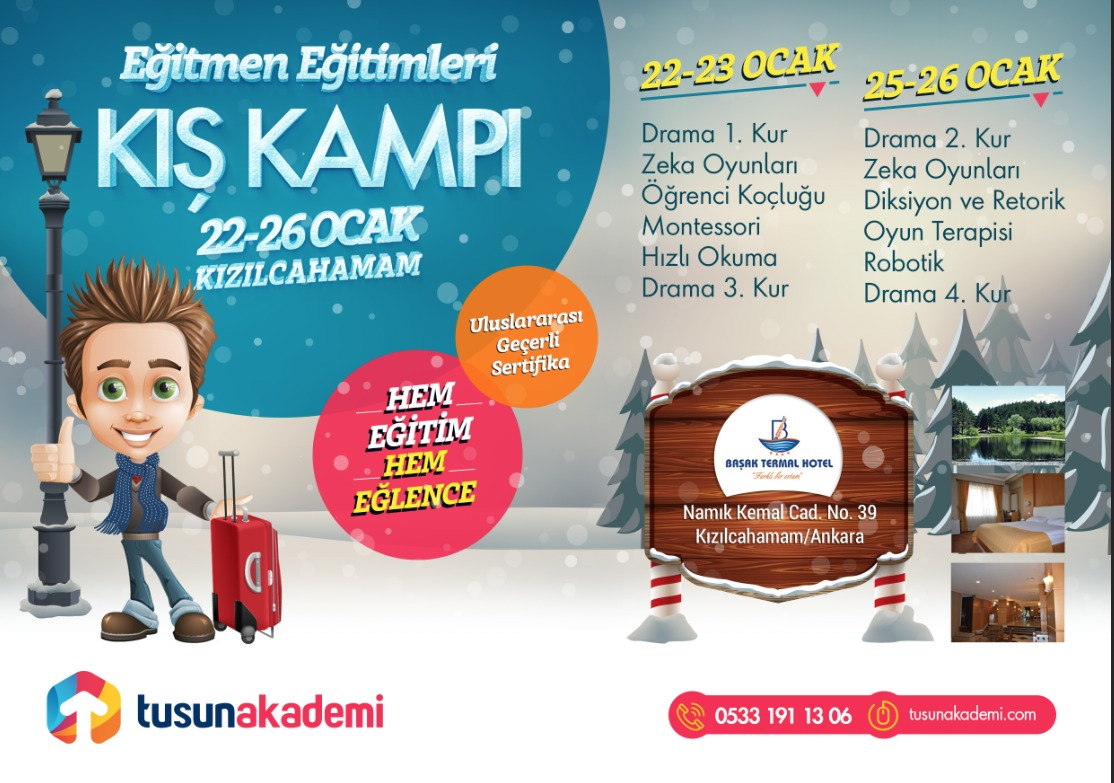 Eğitmen Eğitimleri
KIŞ KAMPI
22-26 OCAK
KIZILCAHAMAM
Uluslararası
Geçerli
Sertifika
HEM
EĞİTİM
HEM
EĞLENCE
22-23 OCAK
Drama 1. Kur
Zeka Oyunları
Öğrenci Koçluğu
Montessori
Hızlı Okuma
Drama 3. Kur
25-26 OCAK
Drama 2. Kur
Zeka Oyunları
Diksiyon ve Retorik
Oyun Terapisi
Robotik
Drama 4. Kur
BAŞAK TERMAL HOTEL
"Farklı bir ortam"
Namık Kemal Cad. No. 39
Kızılcahamam/Ankara
tusunakademi
0533 191 13 06
tusunakademi.com